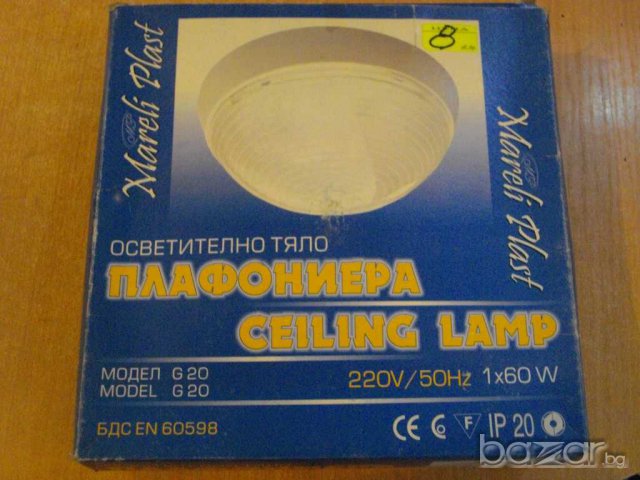 Mareli Plast
8
Mareli Plast
ОСВЕТИТЕЛНО ТЯЛО
ПЛАФОНИЕРА
CEILING LAMP
МОДЕЛ G 20
MODEL G 20
220V/50Hz 1x60 W
БДС EN 60598
CE F IP 20
bazar.bg